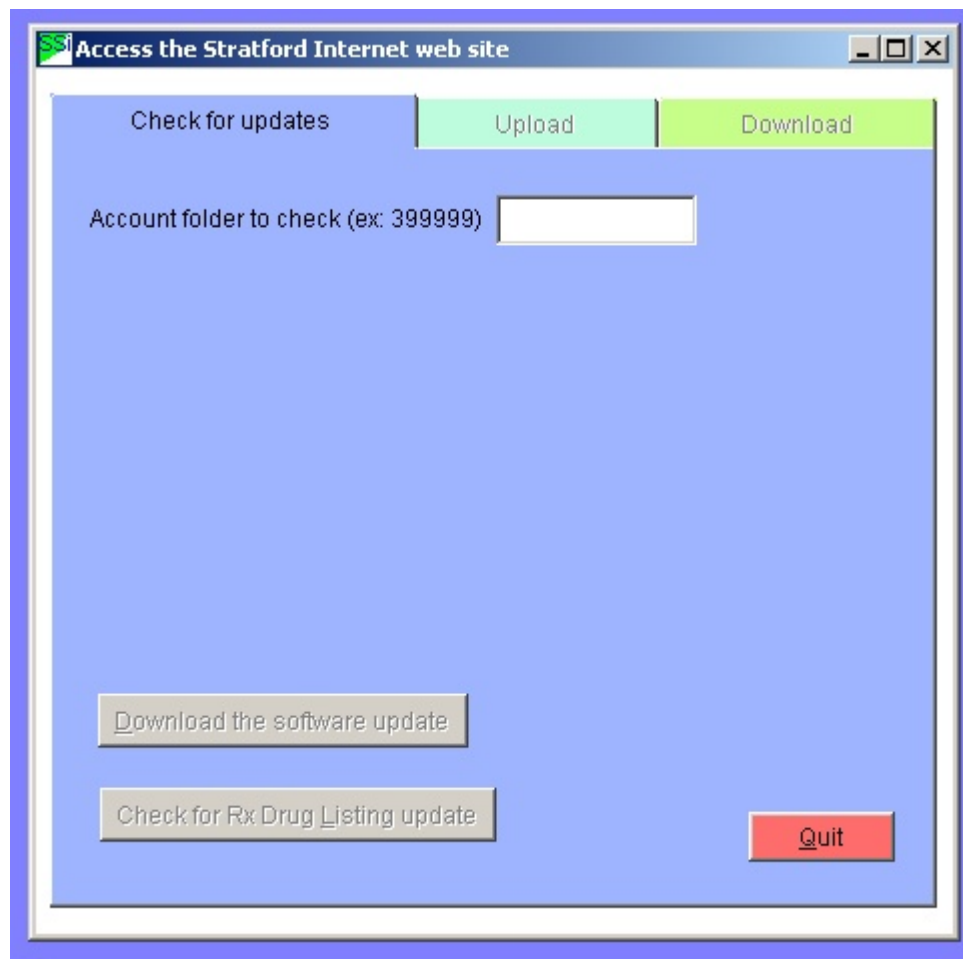 SSi Access the Stratford Internet web site
Check for updates Upload Download
Account folder to check (ex: 399999)
Download the software update
Check for Rx Drug Listing update
Quit